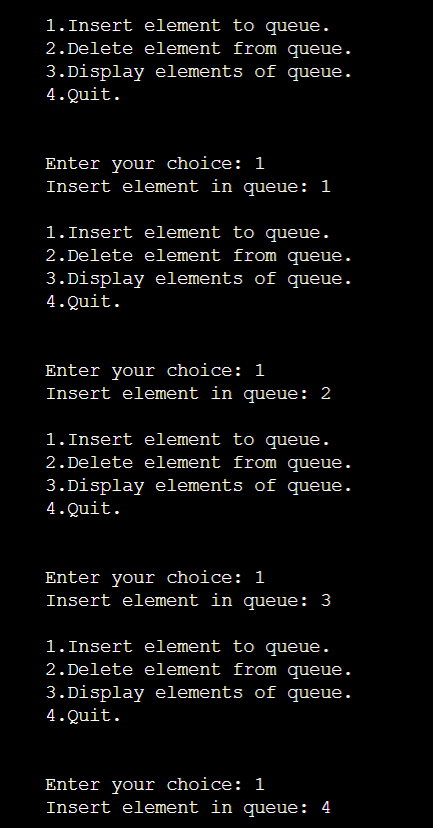 1.Insert element to queue.
2.Delete element from queue.
3.Display elements of queue.
4.Quit.
Enter your choice: 1
Insert element in queue: 1
1.Insert element to queue.
2.Delete element from queue.
3.Display elements of queue.
4.Quit.
Enter your choice: 1
Insert element in queue: 2
1.Insert element to queue.
2.Delete element from queue.
3.Display elements of queue.
4.Quit.
Enter your choice: 1
Insert element in queue: 3
1.Insert element to queue.
2.Delete element from queue.
3.Display elements of queue.
4.Quit.
Enter your choice: 1
Insert element in queue: 4